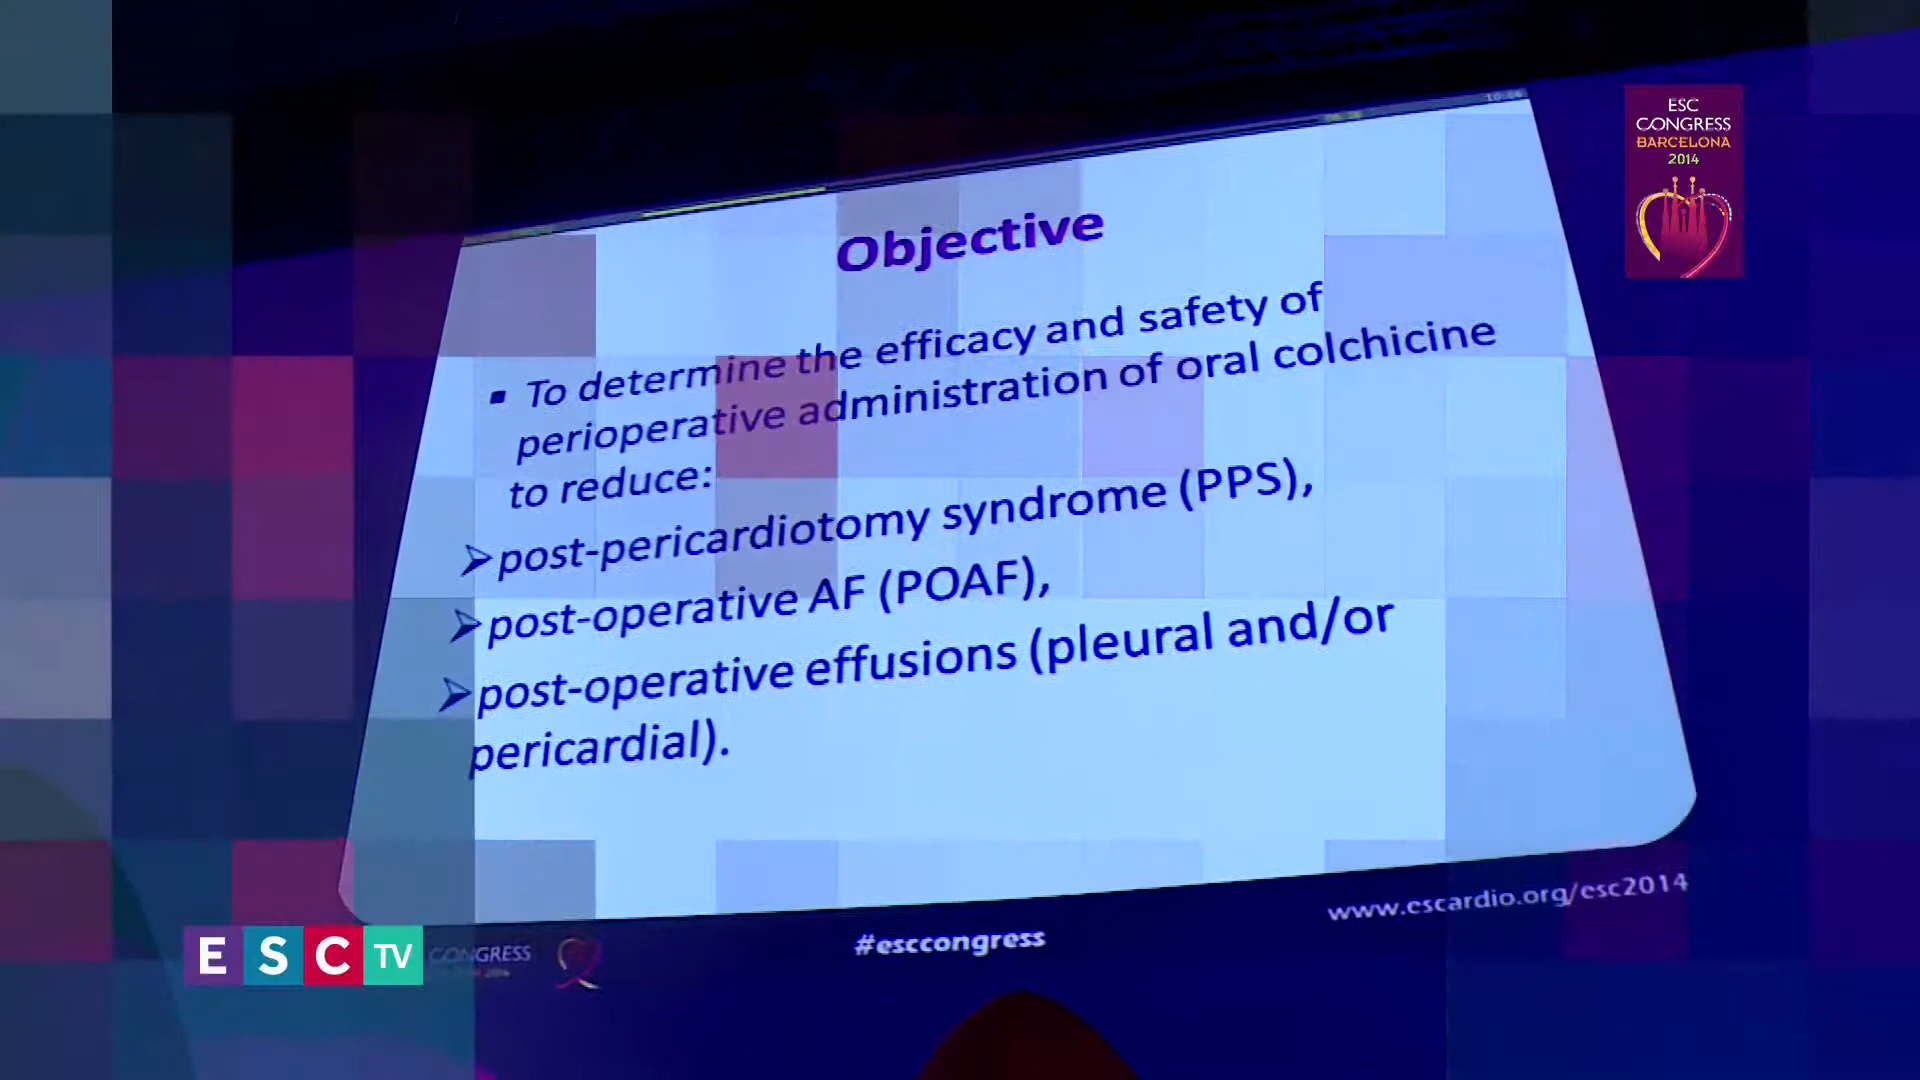 ESC
CONGRESS
BARCELONA
2014
Objective
▪ To determine the efficacy and safety of
perioperative administration of oral colchicine
to reduce:
➢post-pericardiotomy syndrome (PPS),
➢post-operative AF (POAF),
➢post-operative effusions (pleural and/or
pericardial).
www.escardio.org/esc2014
#esccongress
ESC TV
CONGRESS